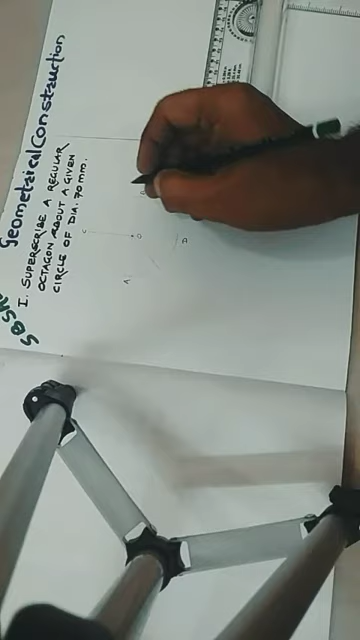 Geometrical Construction
I. SUPERSCRIBE A REGULAR
OCTAGON ABOUT A GIVEN
CIRCLE OF DIA. 70 MM.
C
O
D
A